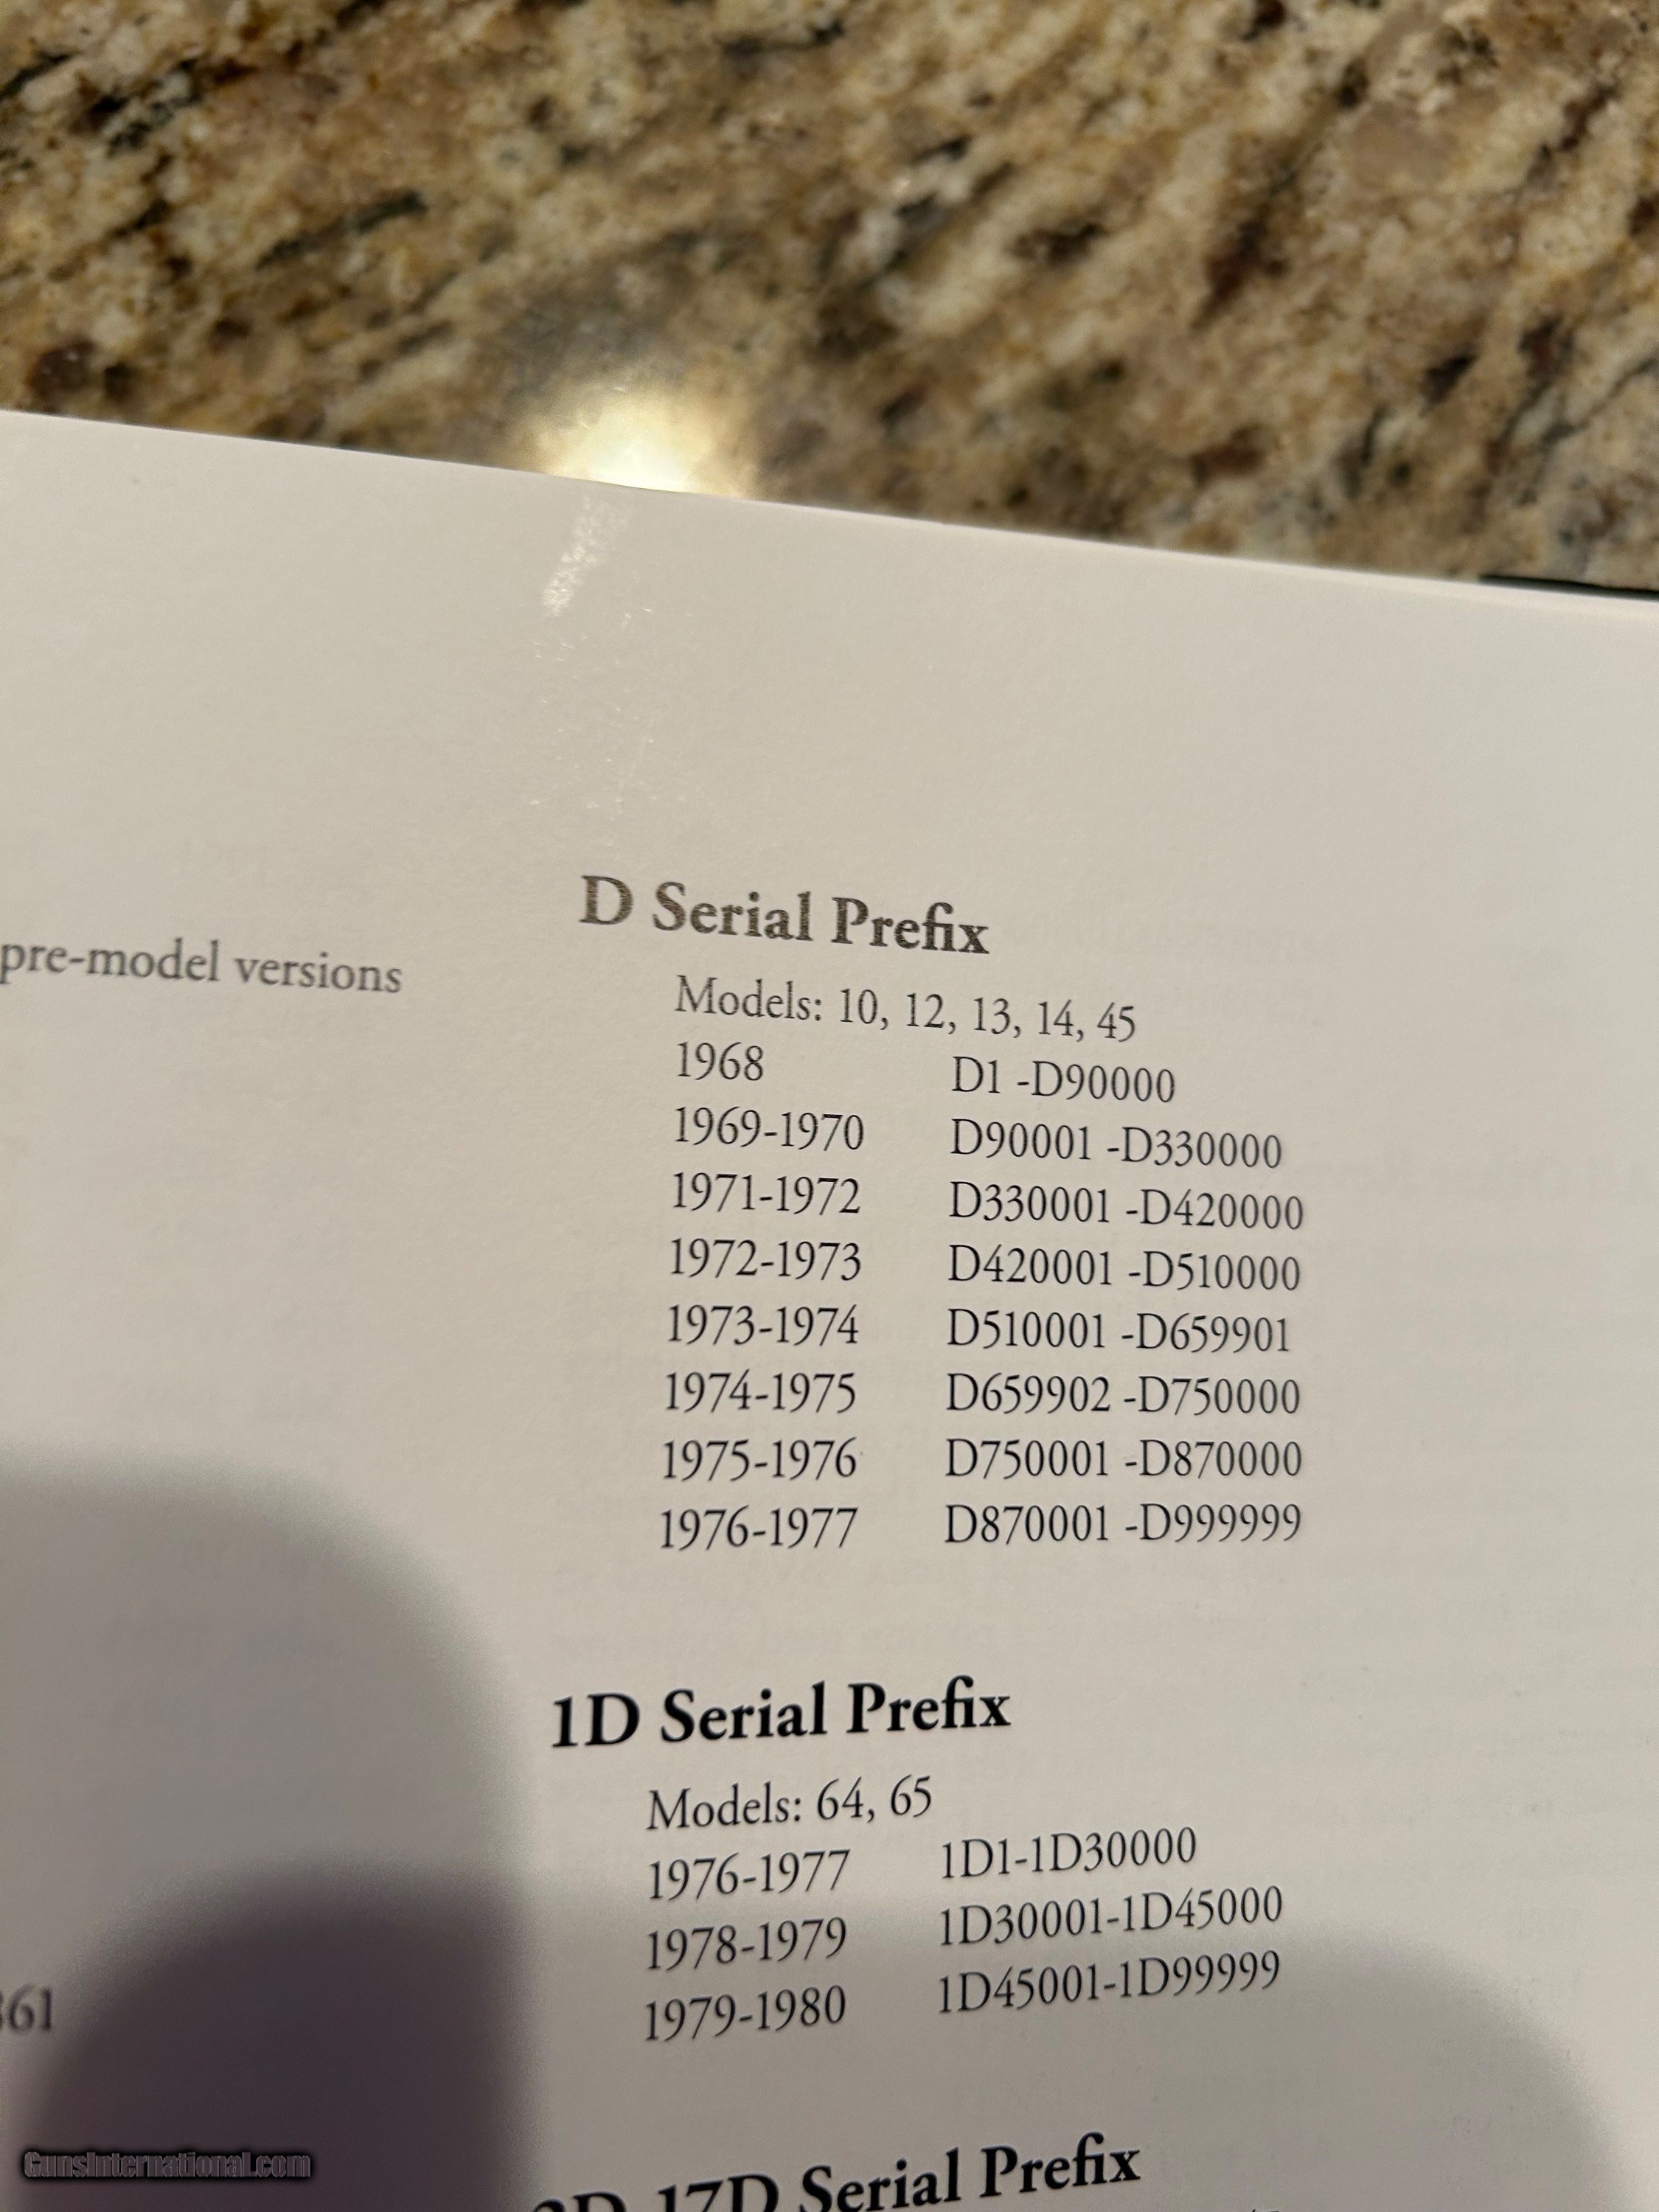 pre-model versions
D Serial Prefix
Models: 10, 12, 13, 14, 45
1968 D1 -D90000
1969-1970 D90001 -D330000
1971-1972 D330001 -D420000
1972-1973 D420001 -D510000
1973-1974 D510001 -D659901
1974-1975 D659902 -D750000
1975-1976 D750001 -D870000
1976-1977 D870001 -D999999
1D Serial Prefix
Models: 64, 65
1976-1977 1D1-1D30000
1978-1979 1D30001-1D45000
1979-1980 1D45001-1D99999
361
17D Serial Prefix
GunsInternational.com